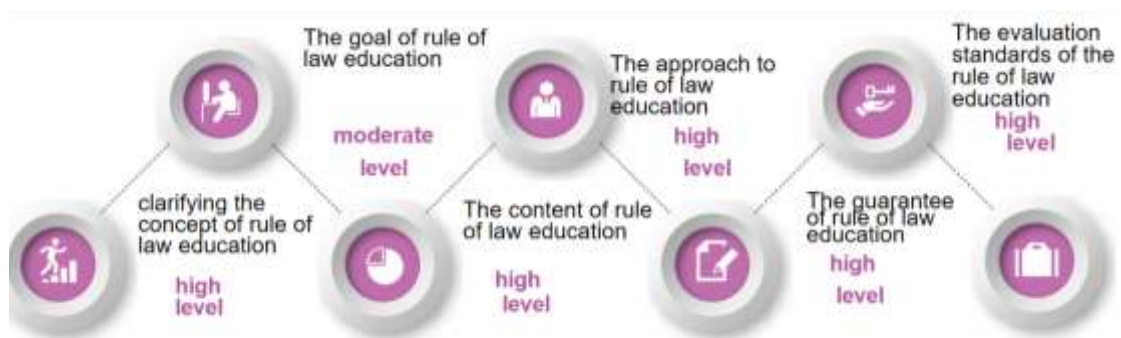 clarifying the
concept of rule of
law education
high
level
The goal of rule of
law education
moderate
level
The content of rule
of law education
high
level
The approach to
rule of law
education
high
level
The guarantee
of rule of law
education
high
level
The evaluation
standards of the
rule of law
education
high
level